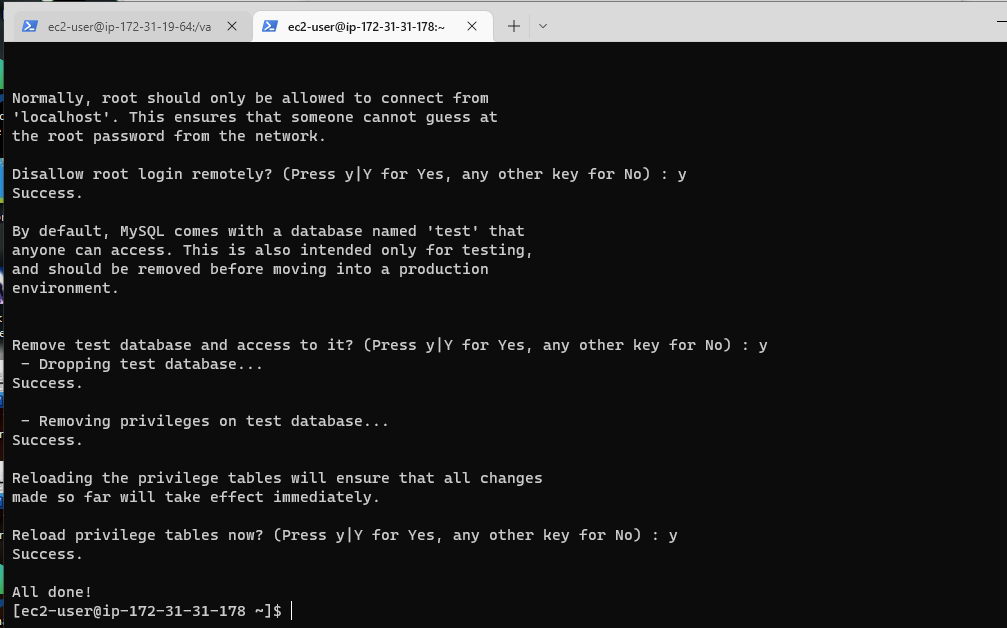 ec2-user@ip-172-31-19-64:/va
ec2-user@ip-172-31-31-178:~
Normally, root should only be allowed to connect from
'localhost'. This ensures that someone cannot guess at
the root password from the network.
Disallow root login remotely? (Press y|Y for Yes, any other key for No) : y
Success.
By default, MySQL comes with a database named 'test' that
anyone can access. This is also intended only for testing,
and should be removed before moving into a production
environment.
Remove test database and access to it? (Press y|Y for Yes, any other key for No) : y
 - Dropping test database...
Success.
 - Removing privileges on test database...
Success.
Reloading the privilege tables will ensure that all changes
made so far will take effect immediately.
Reload privilege tables now? (Press y|Y for Yes, any other key for No) : y
Success.
All done!
[ec2-user@ip-172-31-31-178 ~]$